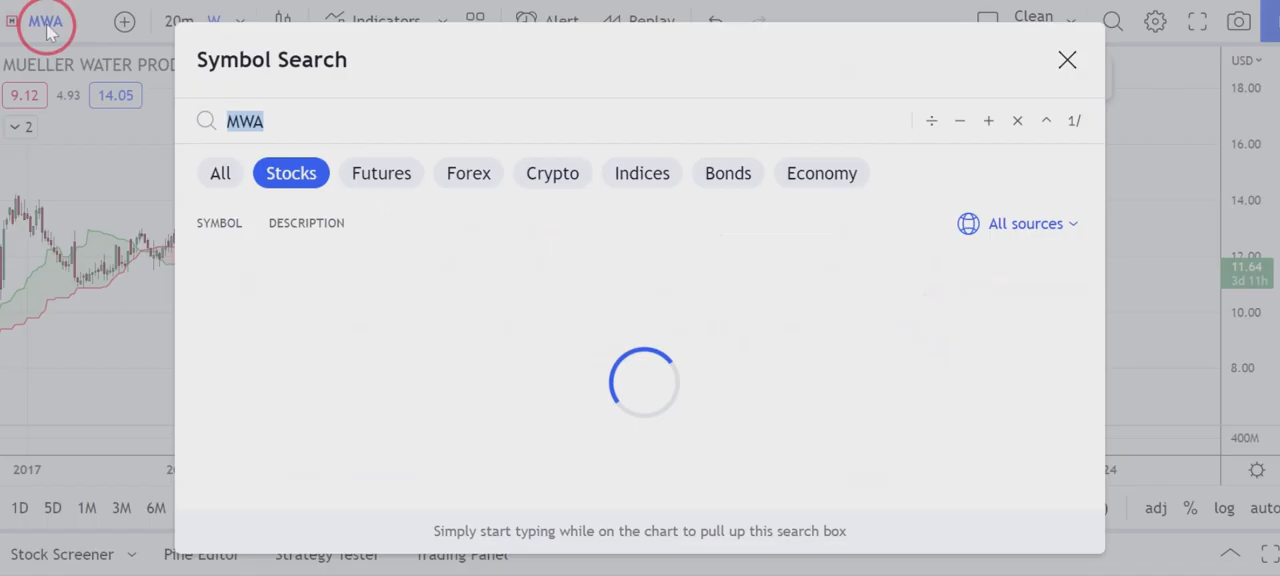 MWA
20m W Indicators Alert Replay Clean
Symbol Search
MUELLER WATER PROD
USD
9.12 4.93 14.05
18.00
MWA
÷ − + × ^ 1/
2
16.00
All Stocks Futures Forex Crypto Indices Bonds Economy
14.00
SYMBOL DESCRIPTION
All sources
12.00
11.64
3d 11h
10.00
8.00
400M
2017
24
1D 5D 1M 3M 6M
adj % log auto
Simply start typing while on the chart to pull up this search box
Stock Screener Pine Editor Strategy Tester Trading Panel